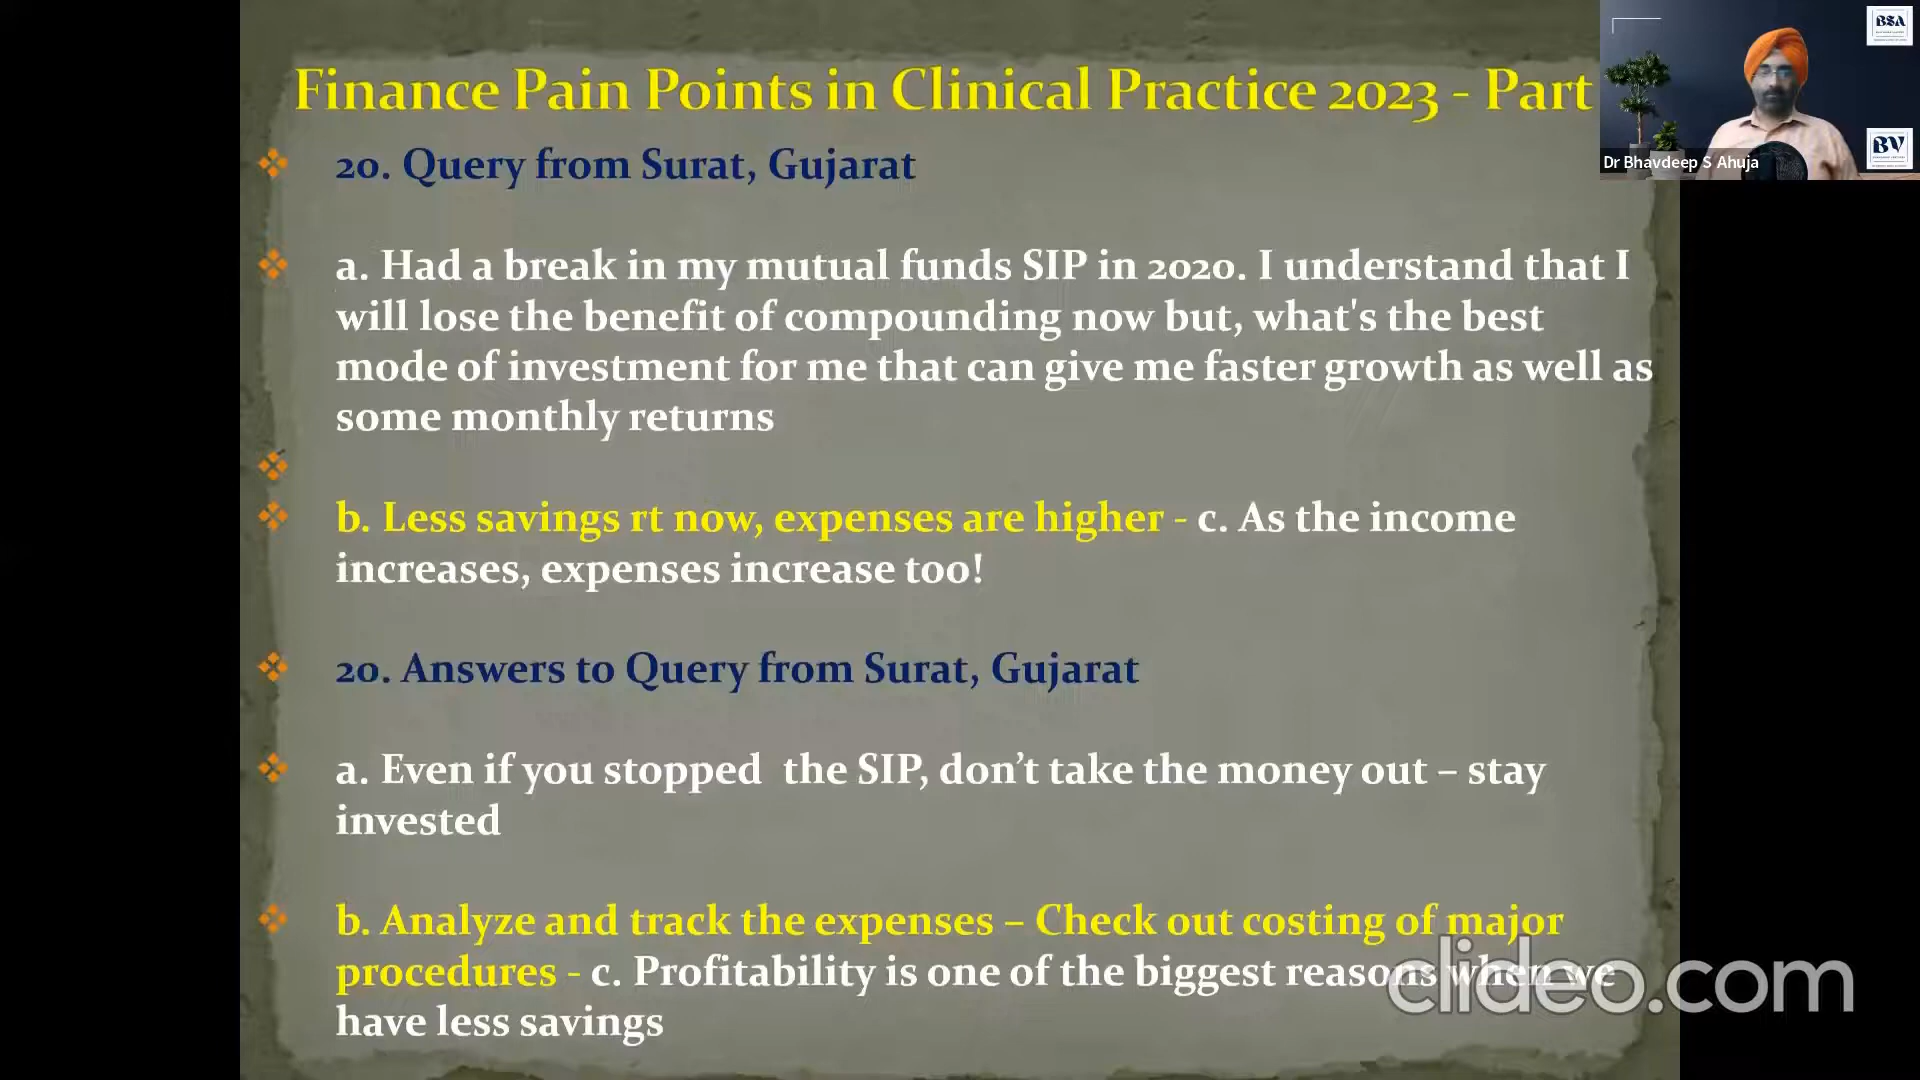 Finance Pain Points in Clinical Practice 2023 - Part
20. Query from Surat, Gujarat
a. Had a break in my mutual funds SIP in 2020. I understand that I
will lose the benefit of compounding now but, what's the best
mode of investment for me that can give me faster growth as well as
some monthly returns
b. Less savings rt now, expenses are higher - c. As the income
increases, expenses increase too!
20. Answers to Query from Surat, Gujarat
a. Even if you stopped the SIP, don’t take the money out – stay
invested
b. Analyze and track the expenses – Check out costing of major
procedures - c. Profitability is one of the biggest reasons when we
have less savings
BSA
BV
Dr Bhavdeep S Ahuja
clideo.com